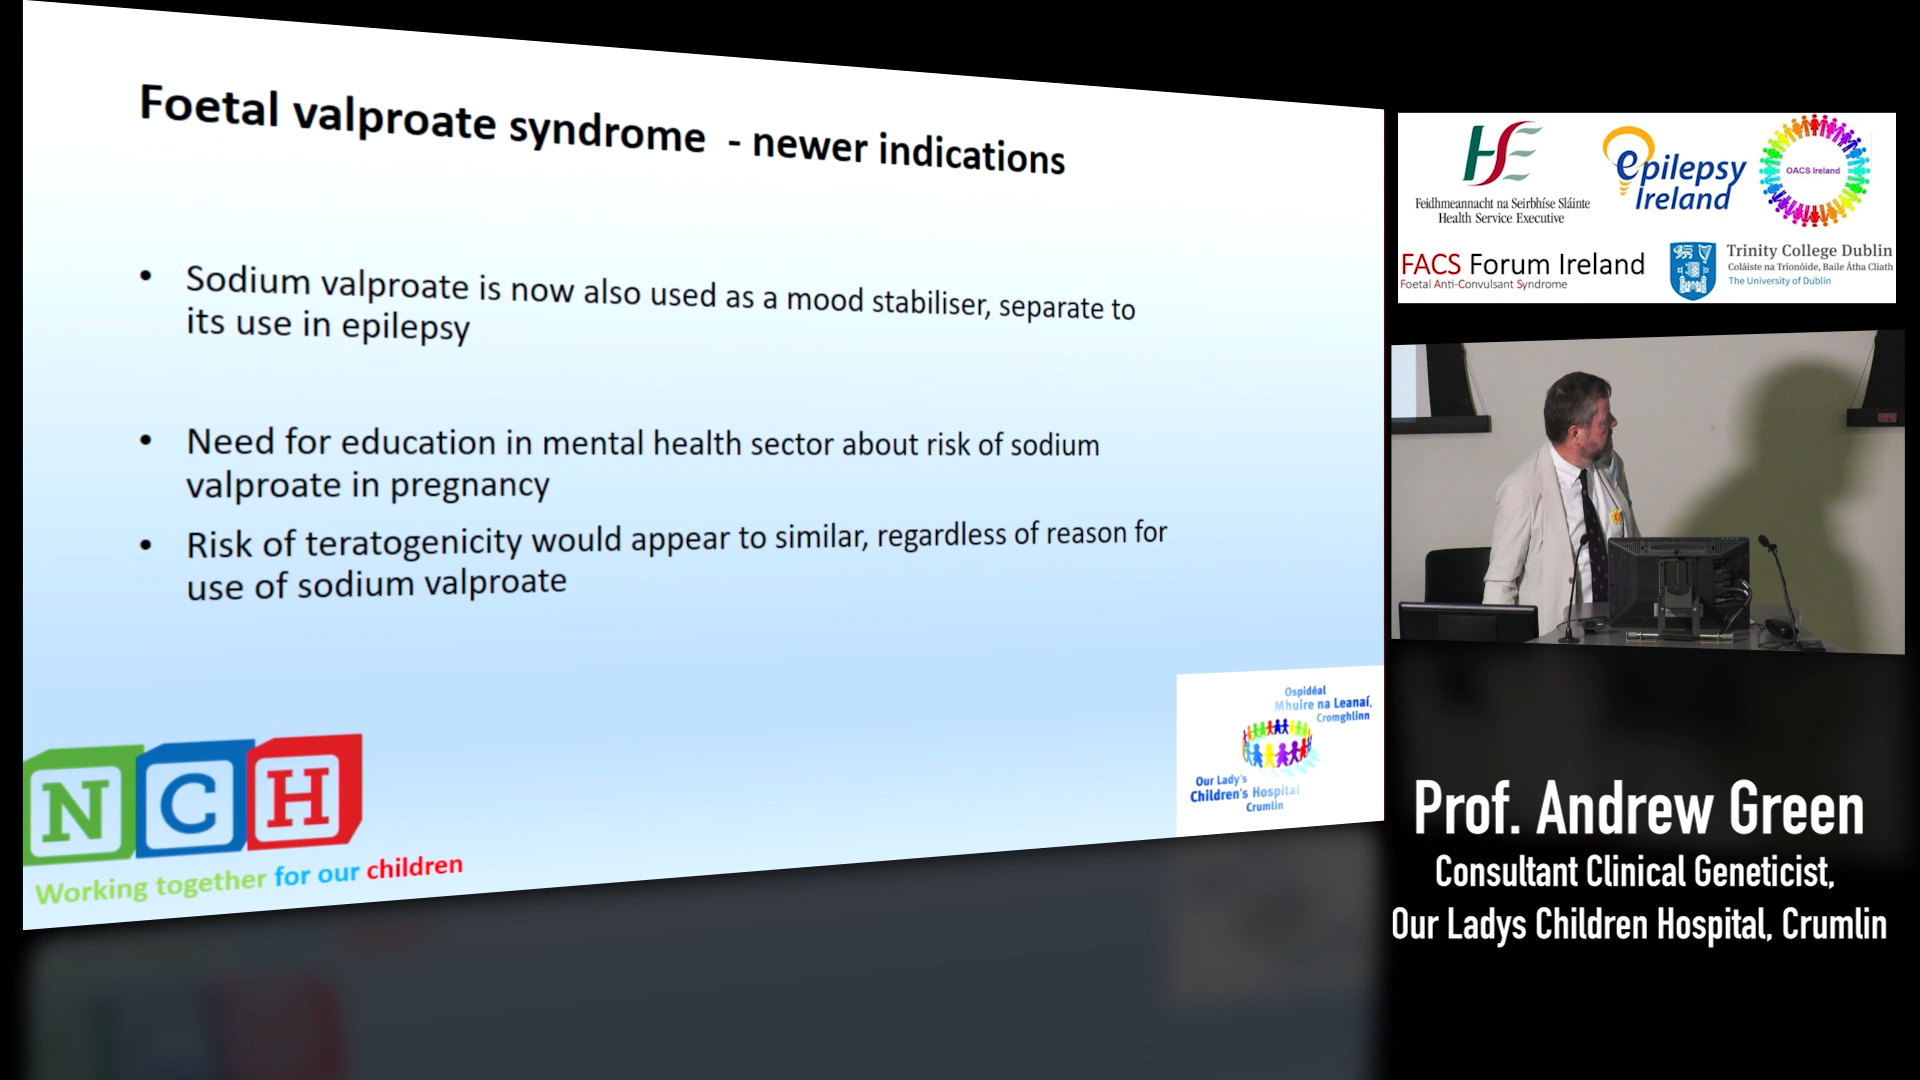 Foetal valproate syndrome - newer indications
• Sodium valproate is now also used as a mood stabiliser, separate to
its use in epilepsy
• Need for education in mental health sector about risk of sodium
valproate in pregnancy
• Risk of teratogenicity would appear to similar, regardless of reason for
use of sodium valproate
NCH
Working together for our children
Ospidéal
Mhuire na Leanaí,
Cromghlinn
Our Lady's
Children's Hospital
Crumlin
Feidhmeannacht na Seirbhíse Sláinte
Health Service Executive
epilepsy
Ireland
OACS Ireland
FACS Forum Ireland
Foetal Anti-Convulsant Syndrome
Trinity College Dublin
Coláiste na Tríonóide, Baile Átha Cliath
The University of Dublin
Prof. Andrew Green
Consultant Clinical Geneticist,
Our Ladys Children Hospital, Crumlin